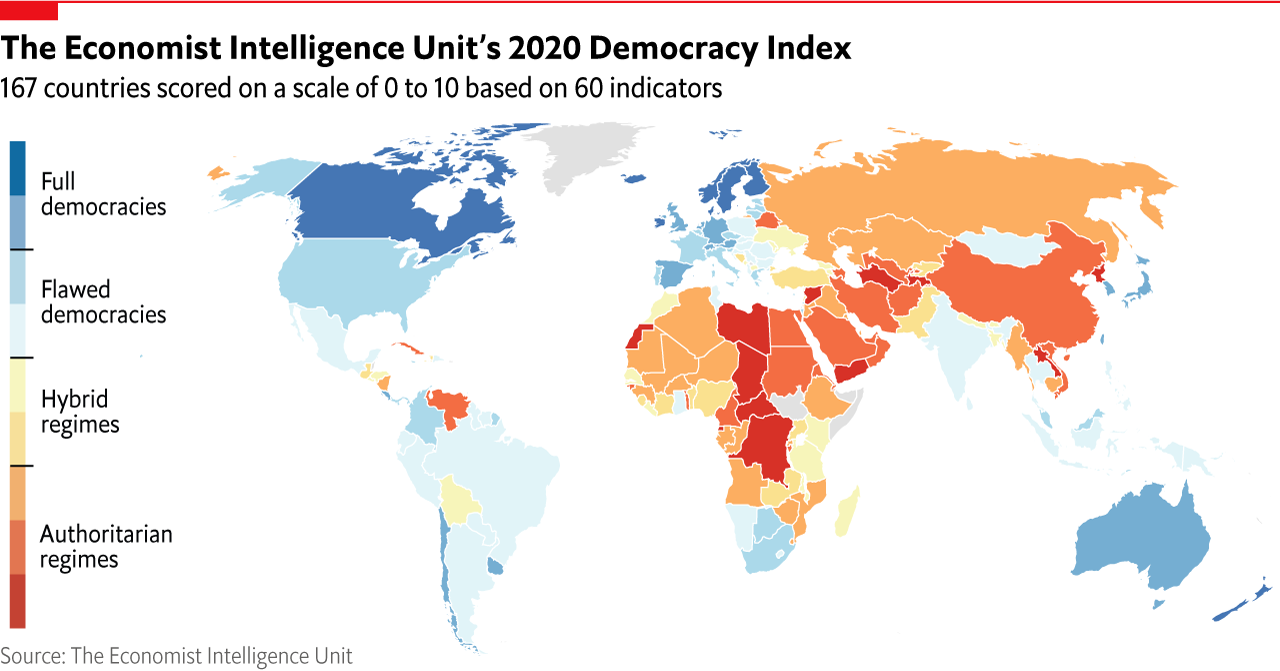 The Economist Intelligence Unit's 2020 Democracy Index
167 countries scored on a scale of 0 to 10 based on 60 indicators
Full
democracies
Flawed
democracies
Hybrid
regimes
Authoritarian
regimes
Source: The Economist Intelligence Unit